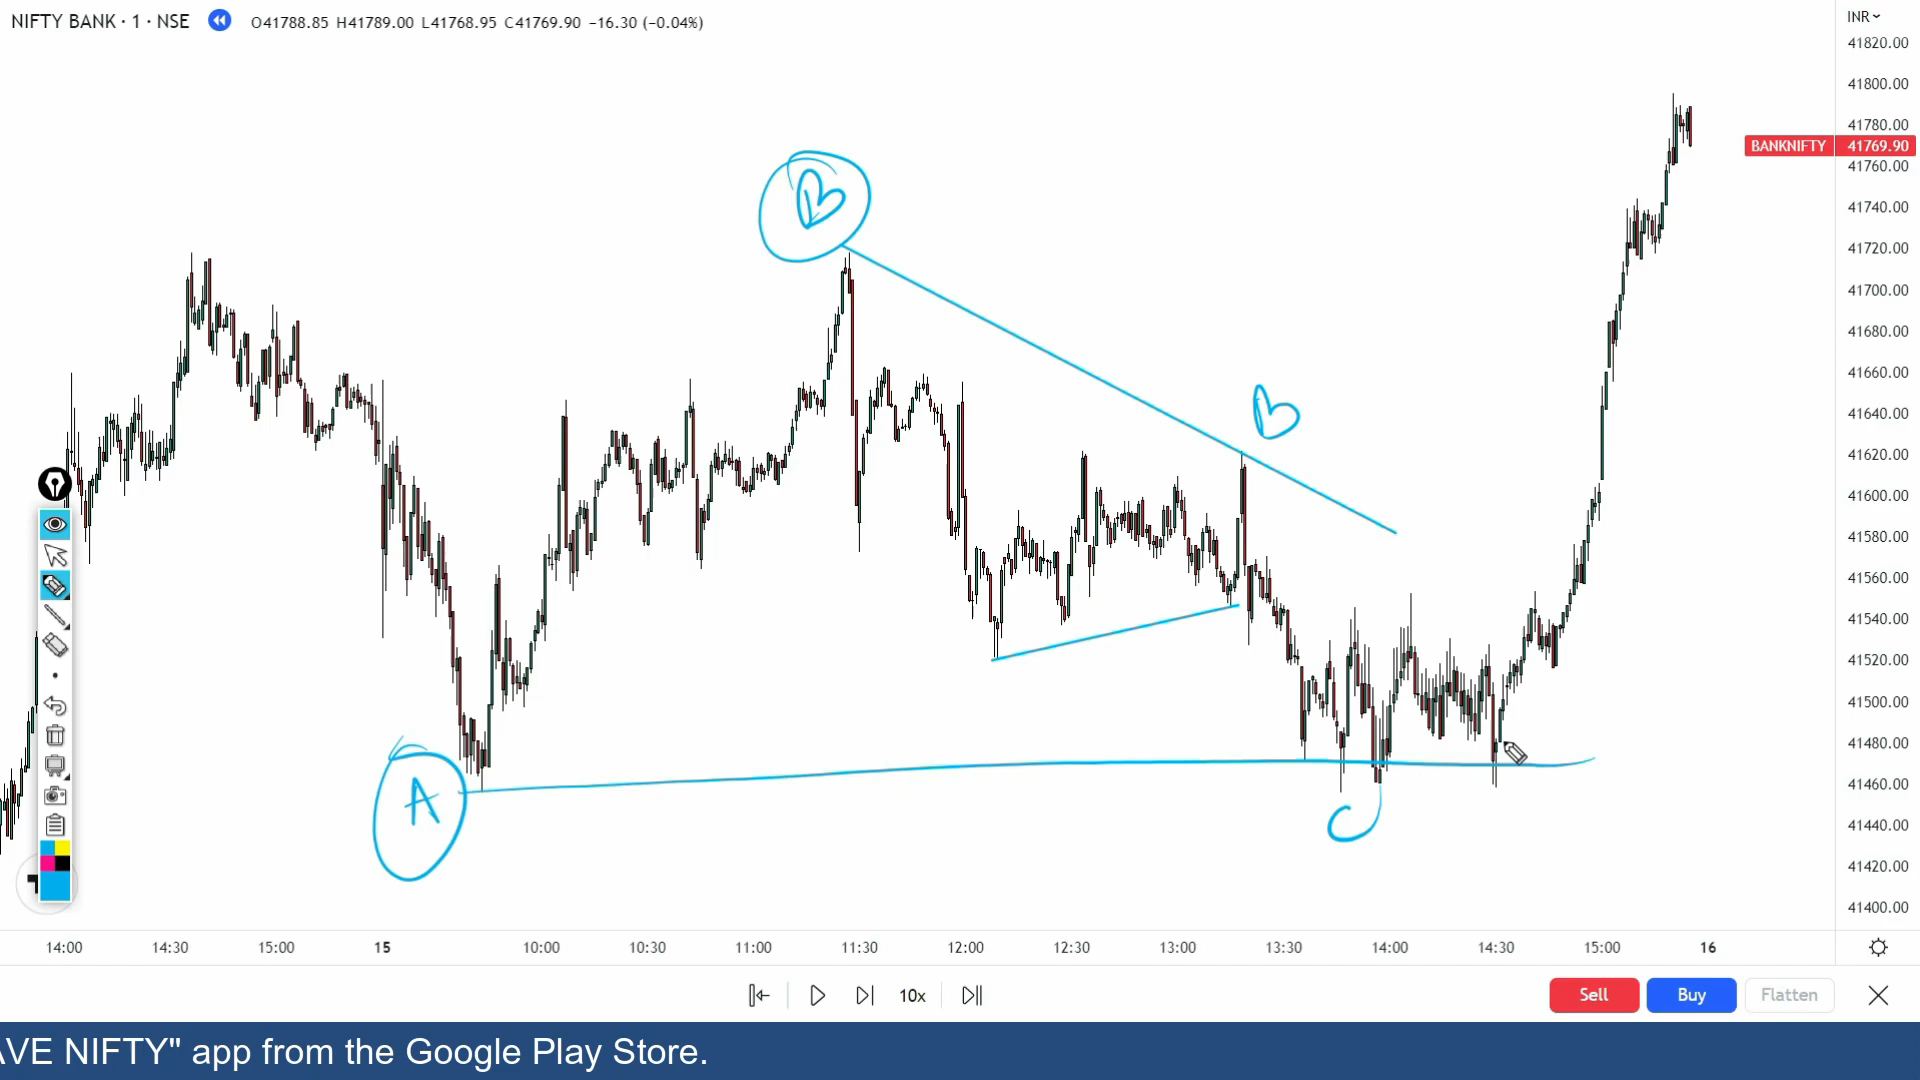 NIFTY BANK · 1 · NSE O41788.85 H41789.00 L41768.95 C41769.90 −16.30 (−0.04%)
INR
41820.00
41800.00
41780.00
BANKNIFTY 41769.90
41760.00
41740.00
41720.00
41700.00
41680.00
41660.00
41640.00
41620.00
41600.00
41580.00
41560.00
41540.00
41520.00
41500.00
41480.00
41460.00
41440.00
41420.00
41400.00
B
B
A
C
14:00 14:30 15:00 15 10:00 10:30 11:00 11:30 12:00 12:30 13:00 13:30 14:00 14:30 15:00 16
10x
Sell Buy Flatten
AVE NIFTY" app from the Google Play Store.